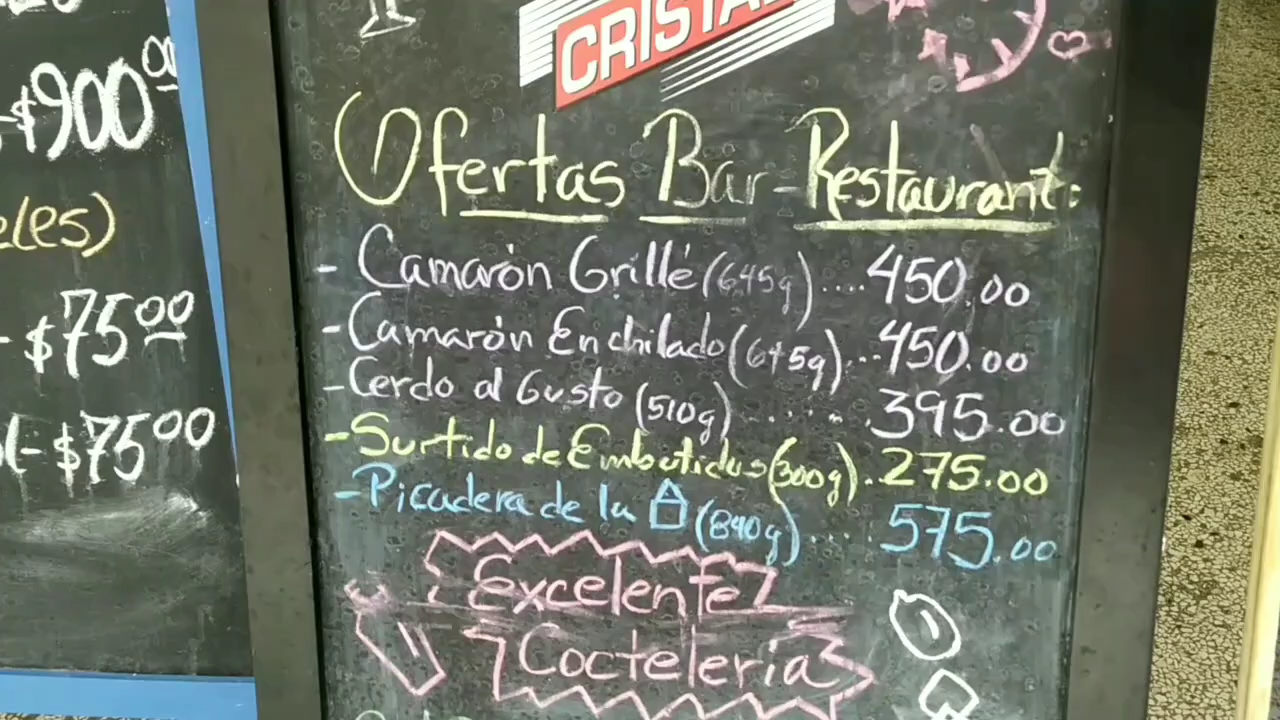 $900.00
eles)
- $75.00
l- $75.00
CRISTAL
Ofertas Bar-Restaurant:
- Camarón Grillé (645g)....450.00
- Camarón Enchilado (645g)...450.00
- Cerdo al Gusto (510g).......395.00
- Surtido de Embutidos (300g)..275.00
- Picadera de la (840g)....575.00
Excelente
Coctelería